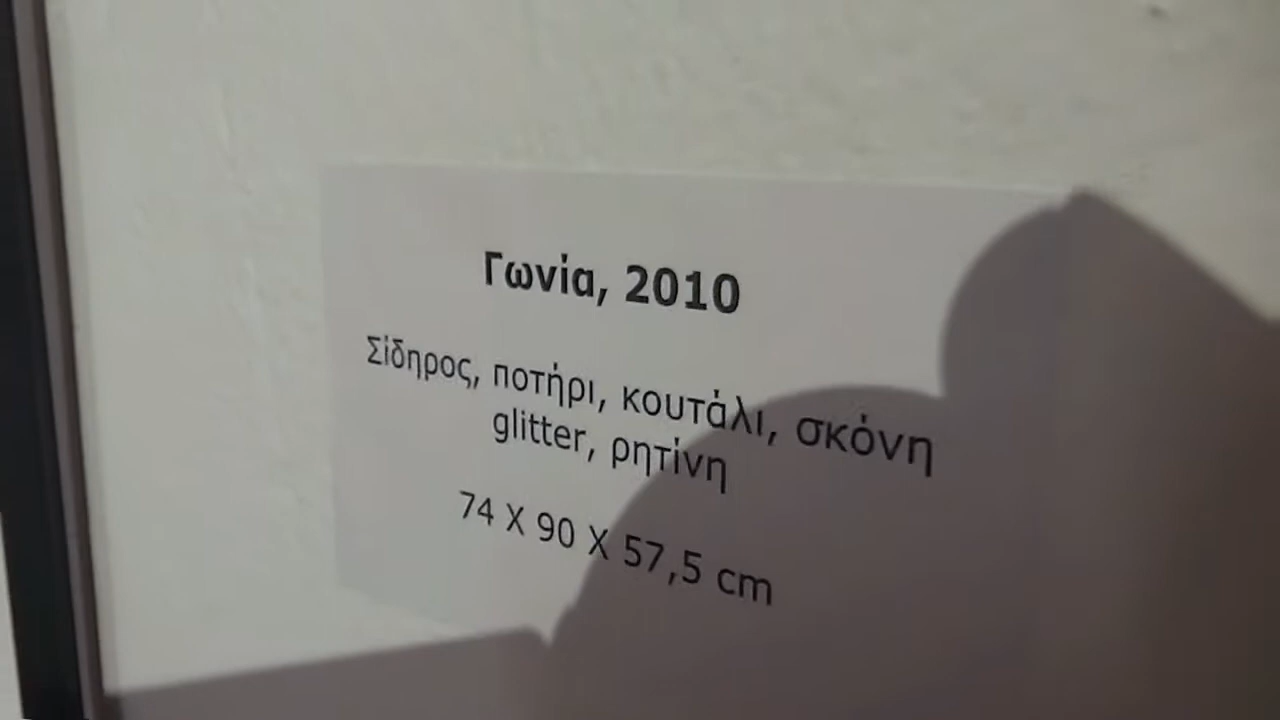 Γωνία, 2010
Σίδηρος, ποτήρι, κουτάλι, σκόνη
glitter, ρητίνη
74 X 90 X 57,5 cm